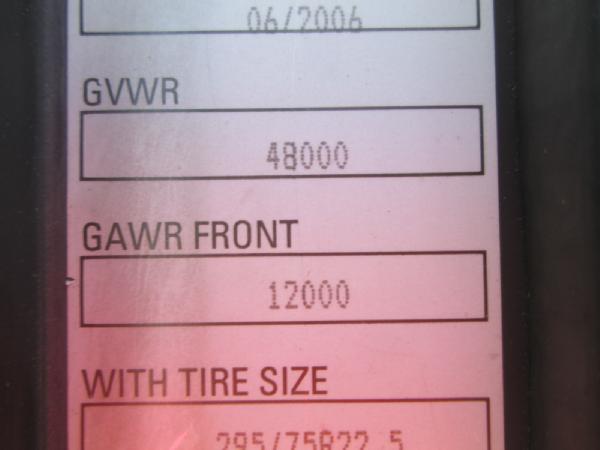 06/2006
GVWR
48000
GAWR FRONT
12000
WITH TIRE SIZE
295/75R22.5